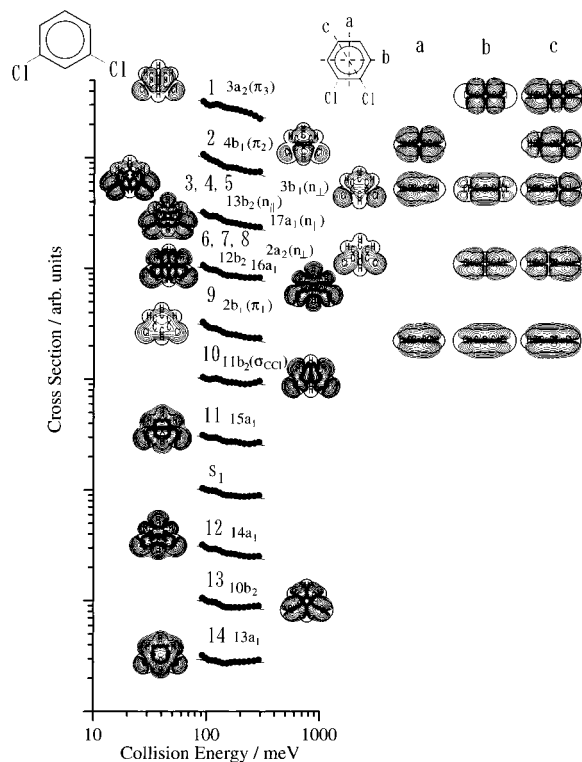 Cl
Cl
a
c
b
Cl
Cl
a
b
c
1 3a₂(π₃)
2 4b₁(π₂)
3, 4, 5
3b₁(n⊥)
13b₂(n∥)
17a₁(n∥)
6, 7, 8
2a₂(n⊥)
12b₂
16a₁
9
2b₁(π₁)
10 11b₂(σCCl)
11 15a₁
S₁
12 14a₁
13 10b₂
14 13a₁
Cross Section / arb. units
10
100
1000
Collision Energy / meV